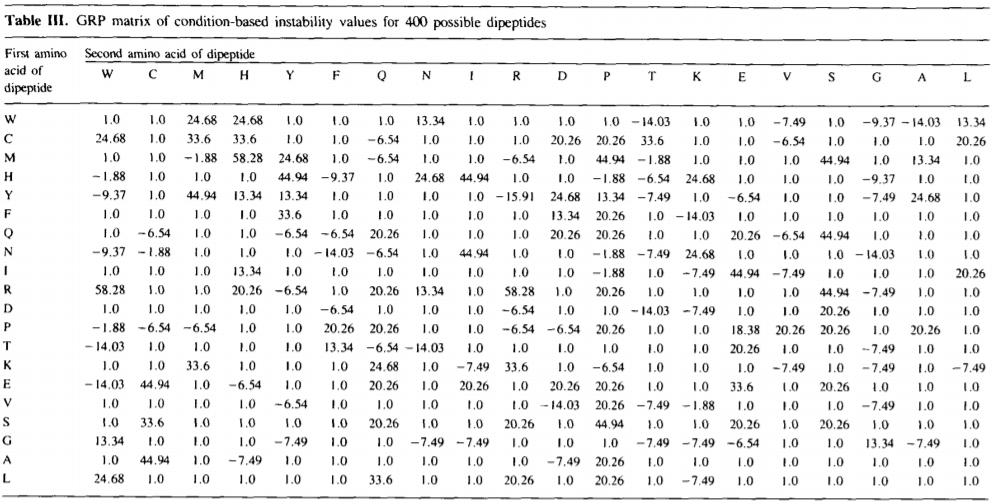 Table III. GRP matrix of condition-based instability values for 400 possible dipeptides
First amino acid of dipeptide
Second amino acid of dipeptide
W C M H Y F Q N I R D P T K E V S G A L
W 1.0 1.0 24.68 24.68 1.0 1.0 1.0 13.34 1.0 1.0 1.0 1.0 −14.03 1.0 1.0 −7.49 1.0 −9.37 −14.03 13.34
C 24.68 1.0 33.6 33.6 1.0 1.0 −6.54 1.0 1.0 1.0 20.26 20.26 33.6 1.0 1.0 −6.54 1.0 1.0 1.0 20.26
M 1.0 1.0 −1.88 58.28 24.68 1.0 −6.54 1.0 1.0 −6.54 1.0 44.94 −1.88 1.0 1.0 1.0 44.94 1.0 13.34 1.0
H −1.88 1.0 1.0 1.0 44.94 −9.37 1.0 24.68 44.94 1.0 1.0 −1.88 −6.54 24.68 1.0 1.0 1.0 −9.37 1.0 1.0
Y −9.37 1.0 44.94 13.34 13.34 1.0 1.0 1.0 1.0 −15.91 24.68 13.34 −7.49 1.0 −6.54 1.0 1.0 −7.49 24.68 1.0
F 1.0 1.0 1.0 1.0 33.6 1.0 1.0 1.0 1.0 1.0 13.34 20.26 1.0 −14.03 1.0 1.0 1.0 1.0 1.0 1.0
Q 1.0 −6.54 1.0 1.0 −6.54 −6.54 20.26 1.0 1.0 1.0 20.26 20.26 1.0 1.0 20.26 −6.54 44.94 1.0 1.0 1.0
N −9.37 −1.88 1.0 1.0 1.0 −14.03 −6.54 1.0 44.94 1.0 1.0 −1.88 −7.49 24.68 1.0 1.0 1.0 −14.03 1.0 1.0
I 1.0 1.0 1.0 13.34 1.0 1.0 1.0 1.0 1.0 1.0 1.0 −1.88 1.0 −7.49 44.94 −7.49 1.0 1.0 1.0 20.26
R 58.28 1.0 1.0 20.26 −6.54 1.0 20.26 13.34 1.0 58.28 1.0 20.26 1.0 1.0 1.0 1.0 44.94 −7.49 1.0 1.0
D 1.0 1.0 1.0 1.0 1.0 −6.54 1.0 1.0 1.0 −6.54 1.0 1.0 −14.03 −7.49 1.0 1.0 20.26 1.0 1.0 1.0
P −1.88 −6.54 −6.54 1.0 1.0 20.26 20.26 1.0 1.0 −6.54 −6.54 20.26 1.0 1.0 18.38 20.26 20.26 1.0 20.26 1.0
T −14.03 1.0 1.0 1.0 1.0 13.34 −6.54 −14.03 1.0 1.0 1.0 1.0 1.0 1.0 20.26 1.0 1.0 −7.49 1.0 1.0
K 1.0 1.0 33.6 1.0 1.0 1.0 24.68 1.0 −7.49 33.6 1.0 −6.54 1.0 1.0 1.0 −7.49 1.0 −7.49 1.0 −7.49
E −14.03 44.94 1.0 −6.54 1.0 1.0 20.26 1.0 20.26 1.0 20.26 20.26 1.0 1.0 33.6 1.0 20.26 1.0 1.0 1.0
V 1.0 1.0 1.0 1.0 −6.54 1.0 1.0 1.0 1.0 1.0 −14.03 20.26 −7.49 −1.88 1.0 1.0 1.0 −7.49 1.0 1.0
S 1.0 33.6 1.0 1.0 1.0 1.0 20.26 1.0 1.0 20.26 1.0 44.94 1.0 1.0 20.26 1.0 20.26 1.0 1.0 1.0
G 13.34 1.0 1.0 1.0 −7.49 1.0 1.0 −7.49 −7.49 1.0 1.0 1.0 −7.49 −7.49 −6.54 1.0 1.0 13.34 −7.49 1.0
A 1.0 44.94 1.0 −7.49 1.0 1.0 1.0 1.0 1.0 1.0 −7.49 20.26 1.0 1.0 1.0 1.0 1.0 1.0 1.0 1.0
L 24.68 1.0 1.0 1.0 1.0 1.0 33.6 1.0 1.0 20.26 1.0 20.26 1.0 −7.49 1.0 1.0 1.0 1.0 1.0 1.0